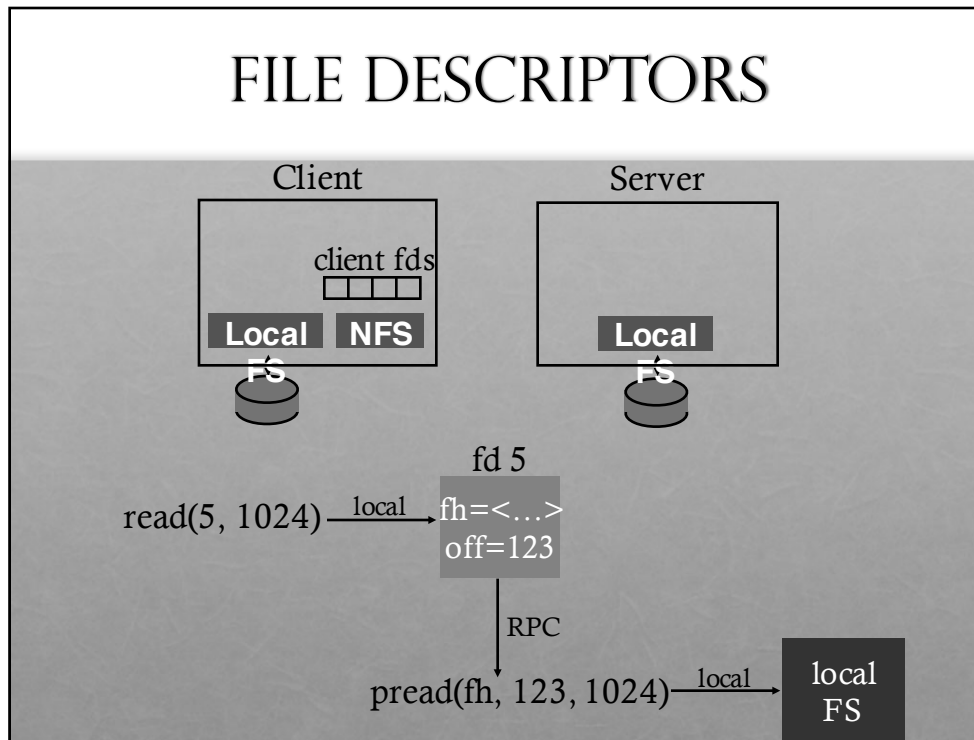 FILE DESCRIPTORS
Client
Server
client fds
Local
FS
NFS
Local
FS
fd 5
read(5, 1024)
local
fh=<...>
off=123
RPC
pread(fh, 123, 1024)
local
local
FS